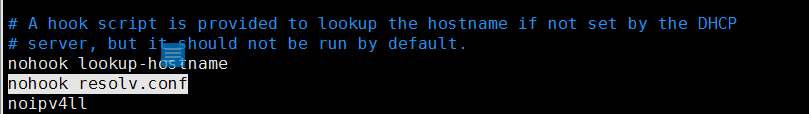 # A hook script is provided to lookup the hostname if not set by the DHCP
# server, but it should not be run by default.
nohook lookup-hostname
nohook resolv.conf
noipv4ll